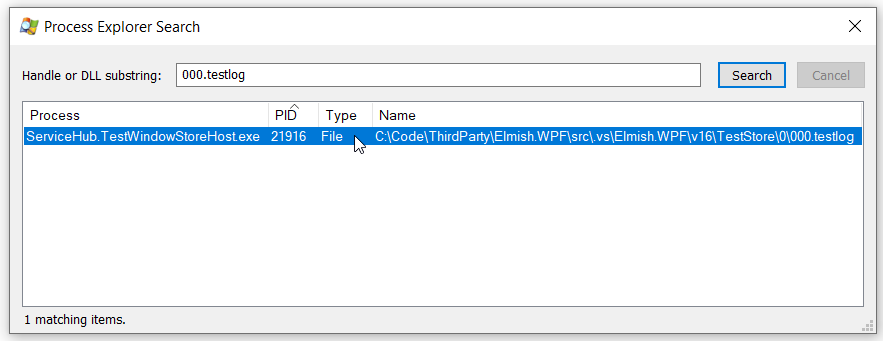 Process Explorer Search
Handle or DLL substring: 000.testlog Search Cancel
Process PID Type Name
ServiceHub.TestWindowStoreHost.exe 21916 File C:\Code\ThirdParty\Elmish.WPF\src\.vs\Elmish.WPF\v16\TestStore\0\000.testlog
1 matching items.